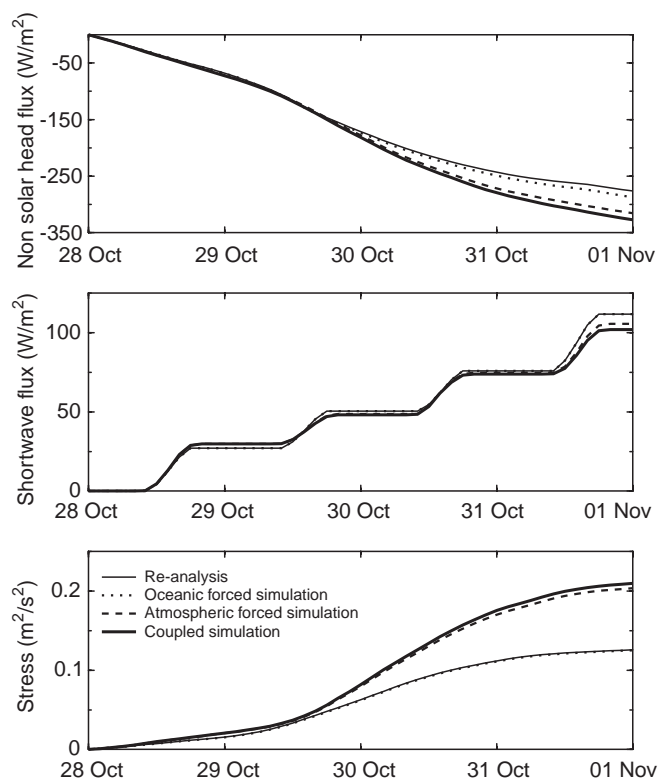 Non solar head flux (W/m²)
-50
-150
-250
-350
28 Oct 29 Oct 30 Oct 31 Oct 01 Nov
Shortwave flux (W/m²)
100
50
0
28 Oct 29 Oct 30 Oct 31 Oct 01 Nov
Stress (m²/s²)
0.2
0.1
0
Re-analysis
Oceanic forced simulation
Atmospheric forced simulation
Coupled simulation
28 Oct 29 Oct 30 Oct 31 Oct 01 Nov